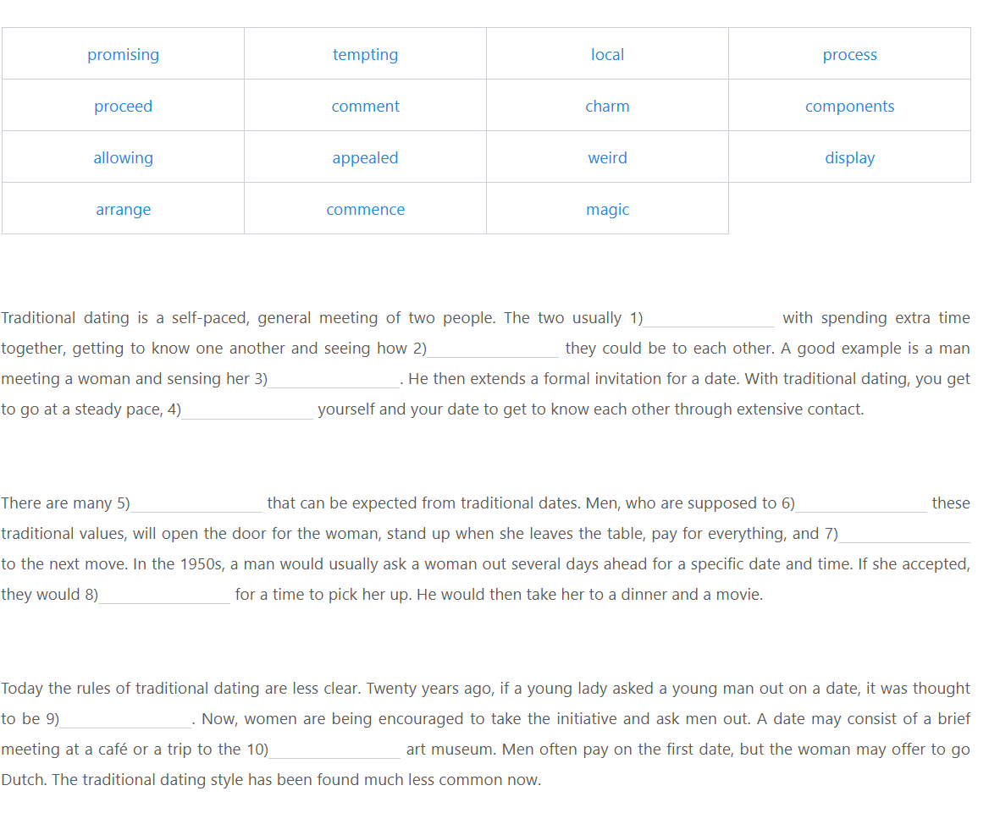 promising tempting local process
proceed comment charm components
allowing appealed weird display
arrange commence magic
Traditional dating is a self-paced, general meeting of two people. The two usually 1)________________ with spending extra time
together, getting to know one another and seeing how 2)________________ they could be to each other. A good example is a man
meeting a woman and sensing her 3)________________. He then extends a formal invitation for a date. With traditional dating, you get
to go at a steady pace, 4)________________ yourself and your date to get to know each other through extensive contact.
There are many 5)________________ that can be expected from traditional dates. Men, who are supposed to 6)________________ these
traditional values, will open the door for the woman, stand up when she leaves the table, pay for everything, and 7)________________
to the next move. In the 1950s, a man would usually ask a woman out several days ahead for a specific date and time. If she accepted,
they would 8)________________ for a time to pick her up. He would then take her to a dinner and a movie.
Today the rules of traditional dating are less clear. Twenty years ago, if a young lady asked a young man out on a date, it was thought
to be 9)________________. Now, women are being encouraged to take the initiative and ask men out. A date may consist of a brief
meeting at a café or a trip to the 10)________________ art museum. Men often pay on the first date, but the woman may offer to go
Dutch. The traditional dating style has been found much less common now.